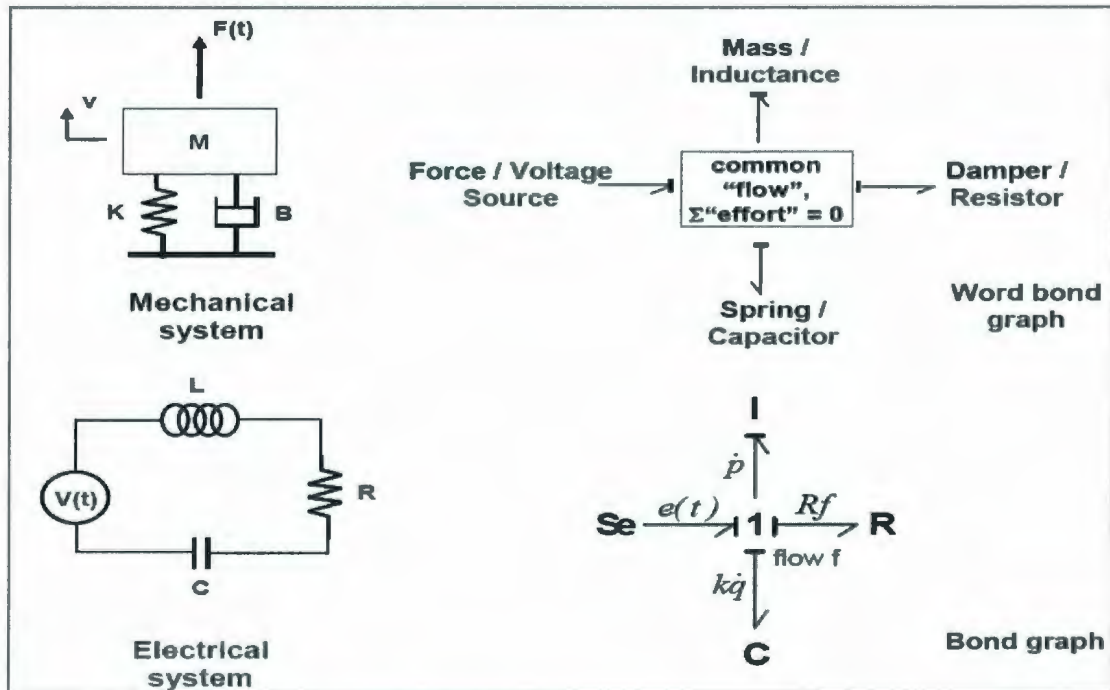 F(t)
v
M
K
B
Mechanical
system
L
V(t)
R
C
Electrical
system
Mass /
Inductance
Force / Voltage
Source
common
"flow",
Σ"effort" = 0
Damper /
Resistor
Spring /
Capacitor
Word bond
graph
I
ṗ
Se
e(t)
1
Rf
R
flow f
kq̇
C
Bond graph